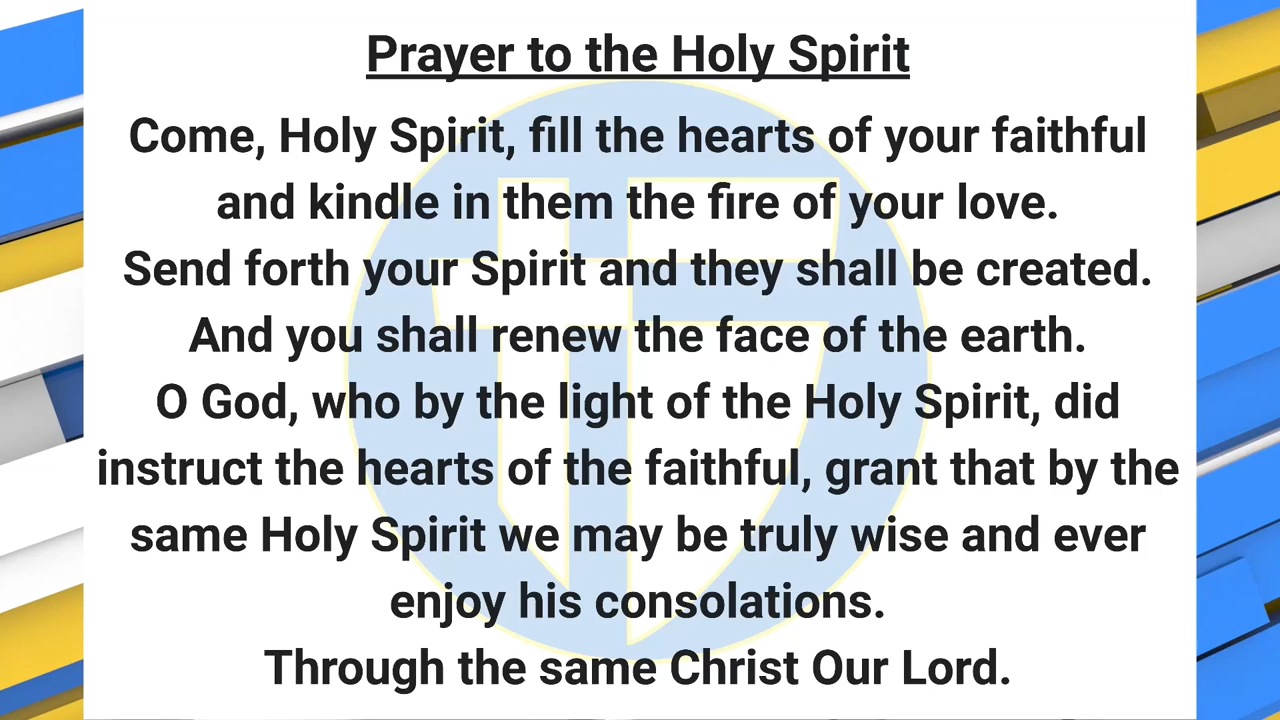 Prayer to the Holy Spirit
Come, Holy Spirit, fill the hearts of your faithful
and kindle in them the fire of your love.
Send forth your Spirit and they shall be created.
And you shall renew the face of the earth.
O God, who by the light of the Holy Spirit, did
instruct the hearts of the faithful, grant that by the
same Holy Spirit we may be truly wise and ever
enjoy his consolations.
Through the same Christ Our Lord.